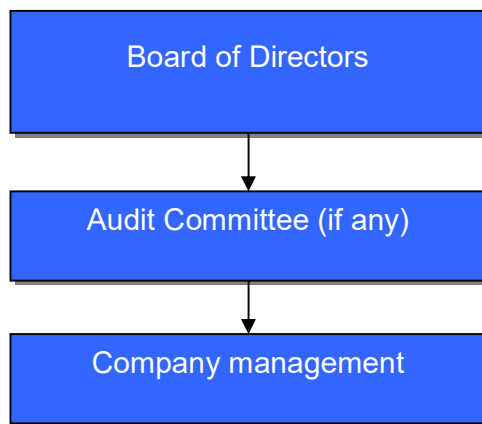 Board of Directors
Audit Committee (if any)
Company management